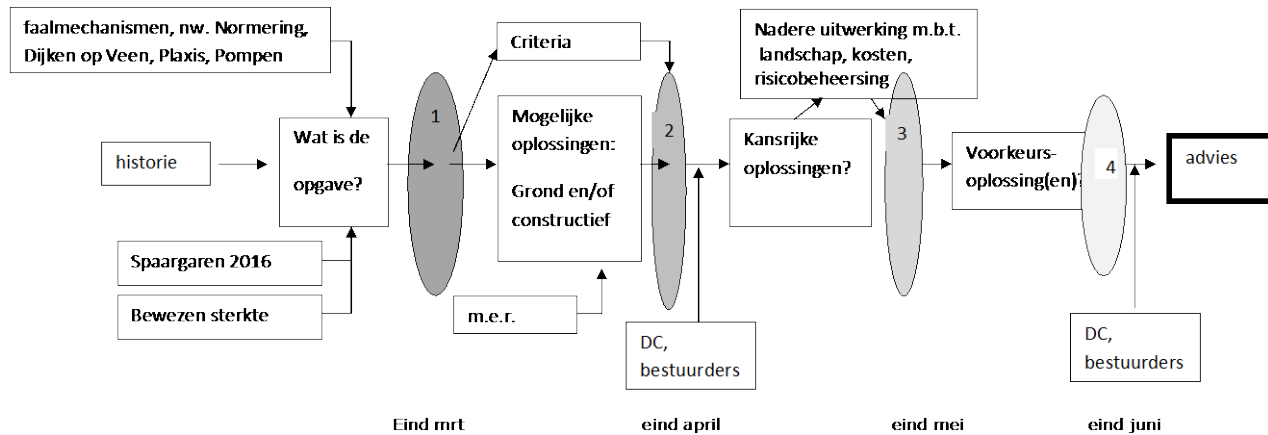 faalmechanismen, nw. Normering,
Dijken op Veen, Plaxis, Pompen
historie
Wat is de
opgave?
Spaargaren 2016
Bewezen sterkte
1
Criteria
Mogelijke
oplossingen:
Grond en/of
constructief
m.e.r.
2
DC,
bestuurders
Nadere uitwerking m.b.t.
landschap, kosten,
risicobeheersing
Kansrijke
oplossingen?
3
Voorkeurs-
oplossing(en)?
4
DC,
bestuurders
advies
Eind mrt
eind april
eind mei
eind juni